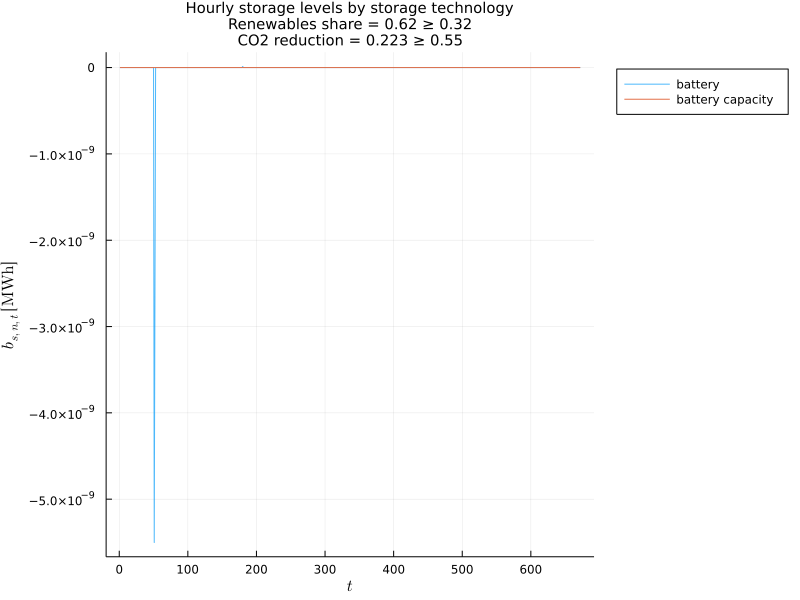 Hourly storage levels by storage technology
Renewables share = 0.62 ≥ 0.32
CO2 reduction = 0.223 ≥ 0.55
0
−1.0×10⁻⁹
−2.0×10⁻⁹
−3.0×10⁻⁹
−4.0×10⁻⁹
−5.0×10⁻⁹
b_{s,n,t} [MWh]
0 100 200 300 400 500 600
t
battery
battery capacity